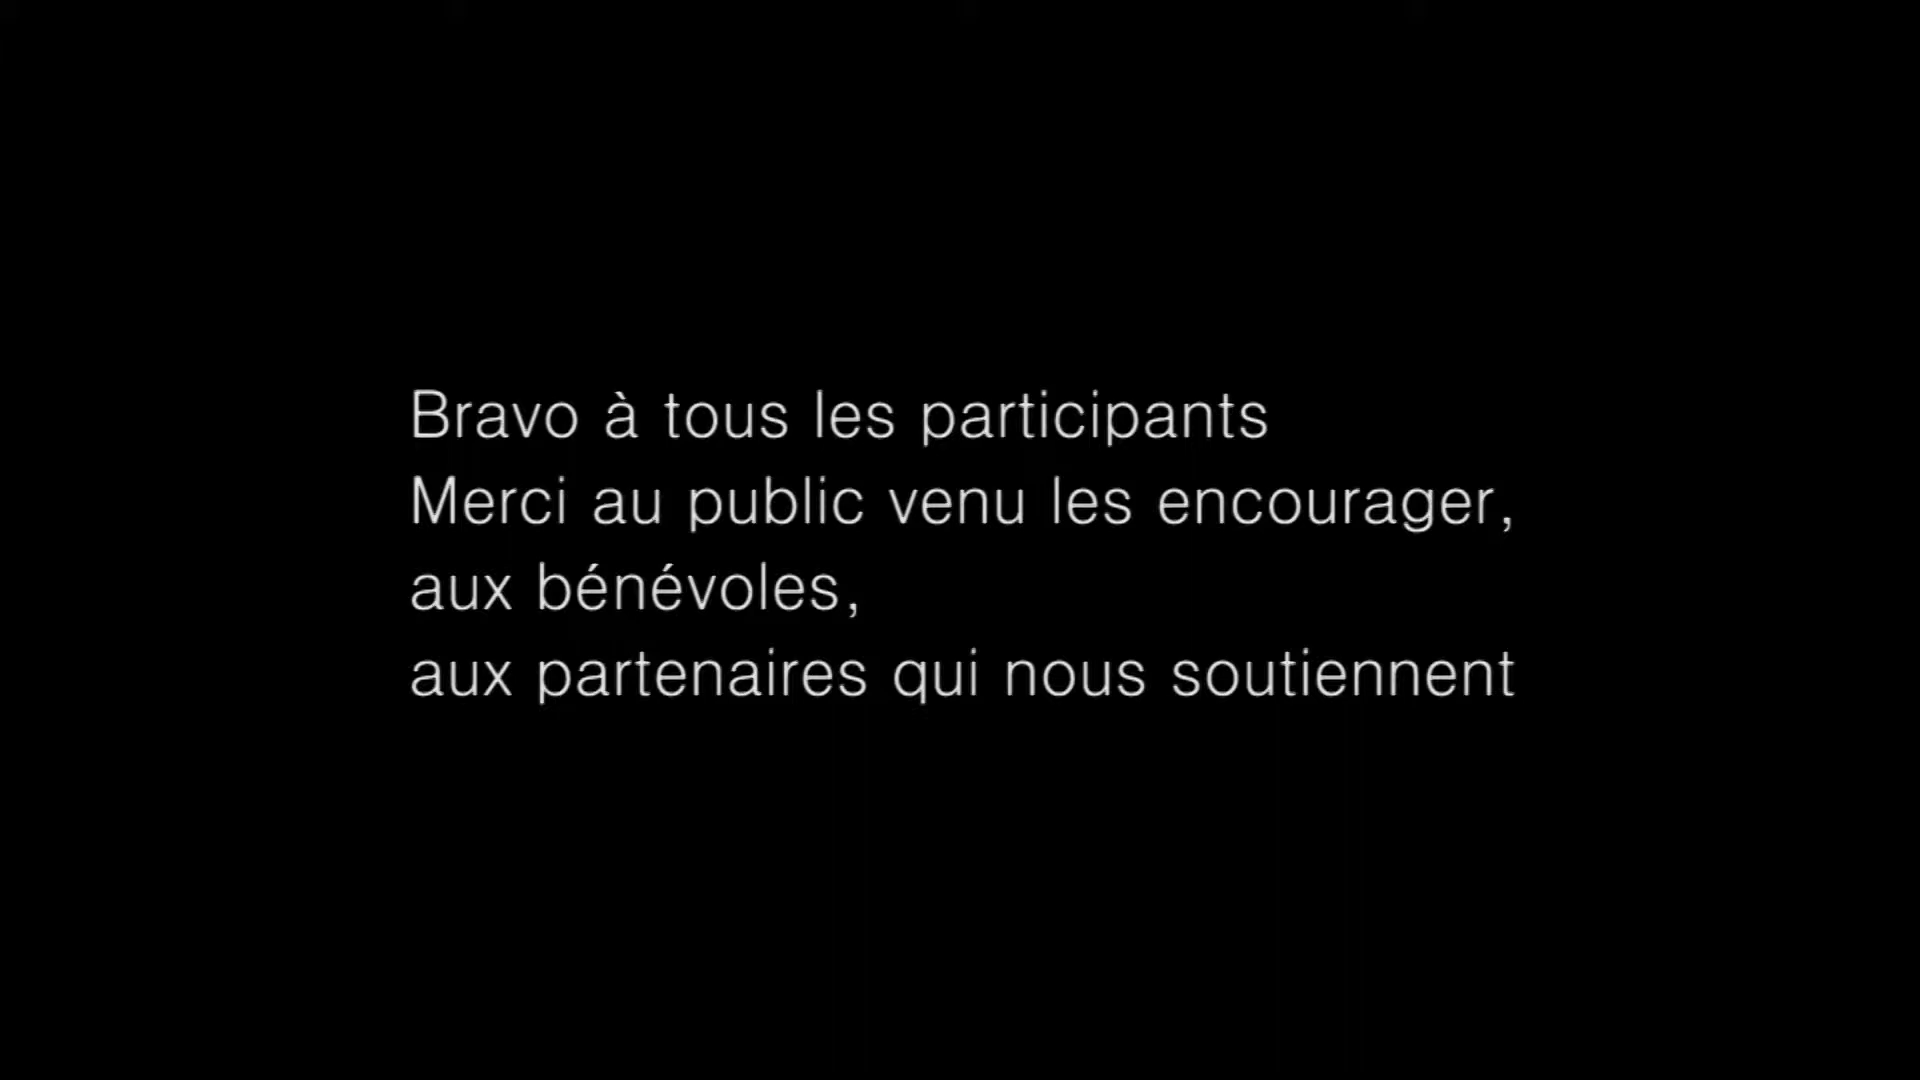 Bravo à tous les participants
Merci au public venu les encourager,
aux bénévoles,
aux partenaires qui nous soutiennent